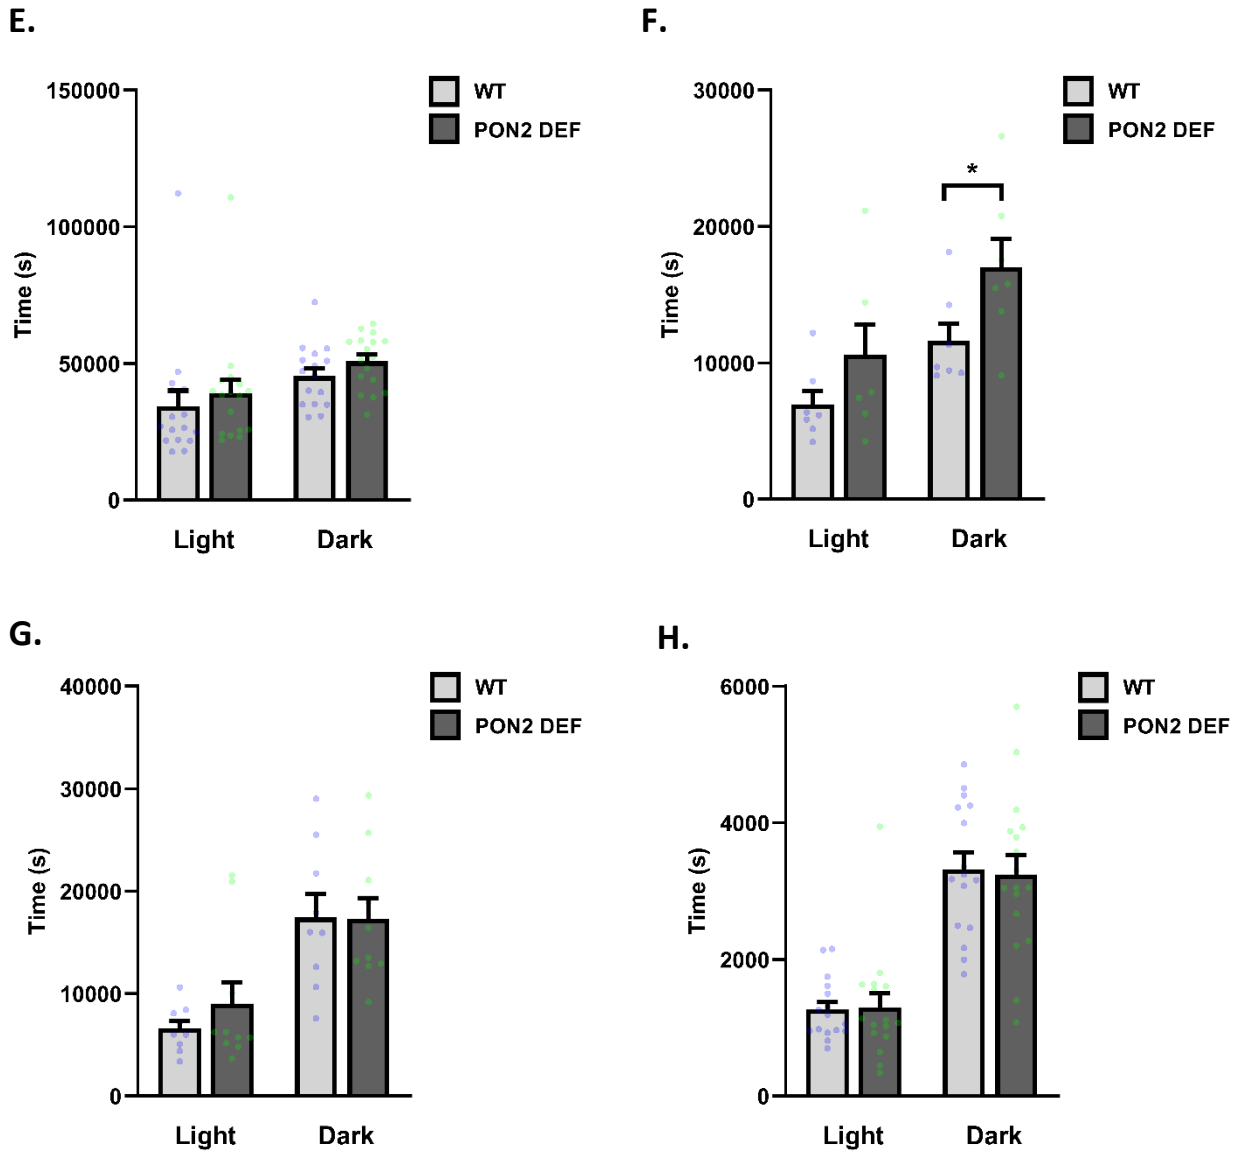 E.
150000
100000
50000
0
Time (s)
Light
Dark
WT
PON2 DEF
F.
30000
20000
10000
0
Time (s)
Light
Dark
*
WT
PON2 DEF
G.
40000
30000
20000
10000
0
Time (s)
Light
Dark
WT
PON2 DEF
H.
6000
4000
2000
0
Time (s)
Light
Dark
WT
PON2 DEF